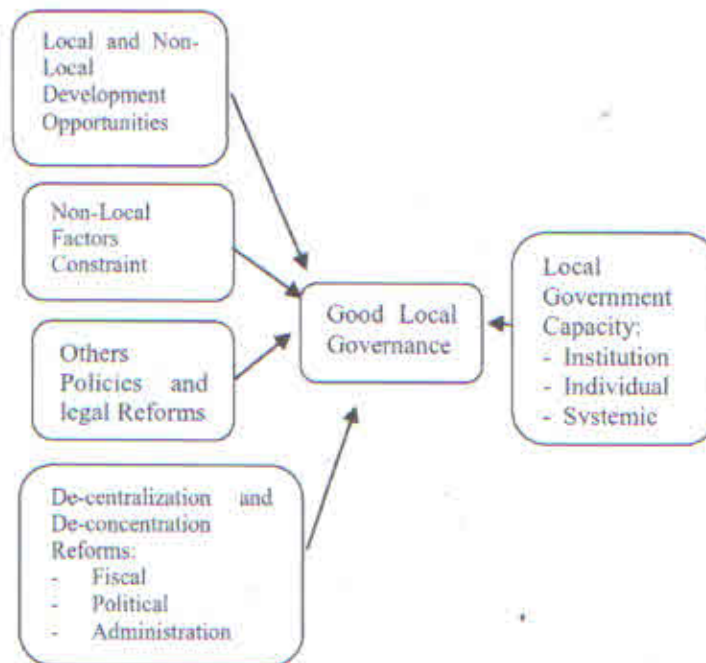 Local and Non-
Local
Development
Opportunities
Non-Local
Factors
Constraint
Others
Policies and
legal Reforms
De-centralization and
De-concentration
Reforms:
- Fiscal
- Political
- Administration
Good Local
Governance
Local
Government
Capacity:
- Institution
- Individual
- Systemic